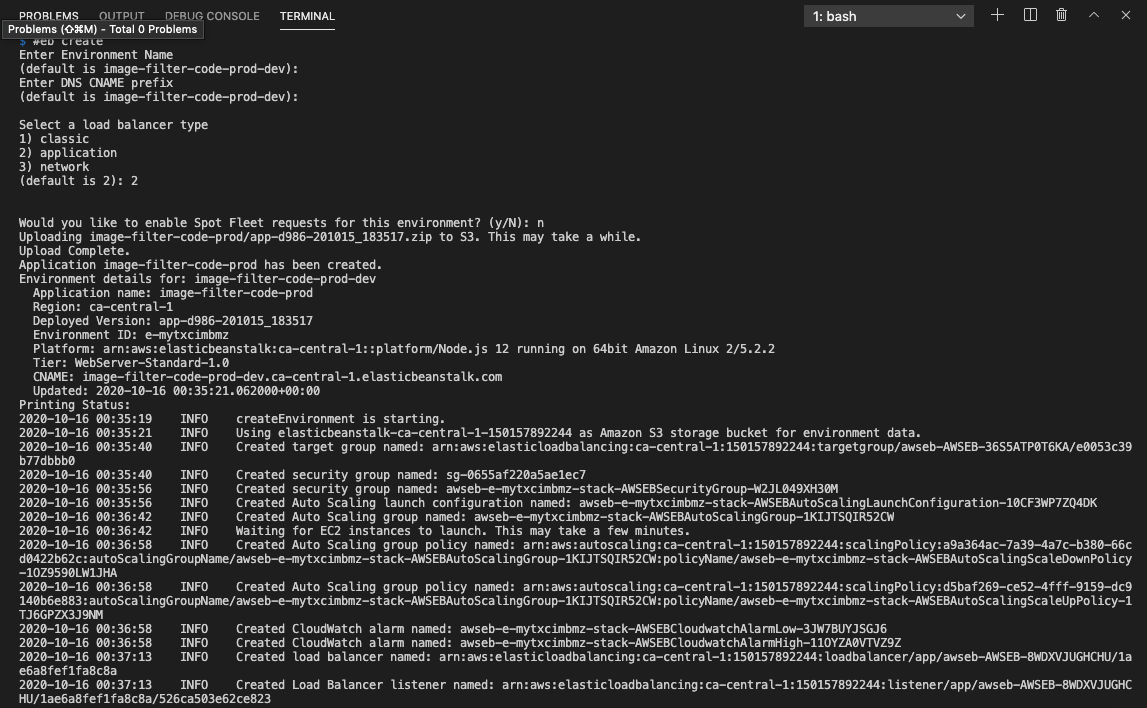 PROBLEMS OUTPUT DEBUG CONSOLE TERMINAL 1: bash
Problems (⇧⌘M) - Total 0 Problems
$ #eb create
Enter Environment Name
(default is image-filter-code-prod-dev):
Enter DNS CNAME prefix
(default is image-filter-code-prod-dev):
Select a load balancer type
1) classic
2) application
3) network
(default is 2): 2
Would you like to enable Spot Fleet requests for this environment? (y/N): n
Uploading image-filter-code-prod/app-d986-201015_183517.zip to S3. This may take a while.
Upload Complete.
Application image-filter-code-prod has been created.
Environment details for: image-filter-code-prod-dev
Application name: image-filter-code-prod
Region: ca-central-1
Deployed Version: app-d986-201015_183517
Environment ID: e-mytxcimbmz
Platform: arn:aws:elasticbeanstalk:ca-central-1::platform/Node.js 12 running on 64bit Amazon Linux 2/5.2.2
Tier: WebServer-Standard-1.0
CNAME: image-filter-code-prod-dev.ca-central-1.elasticbeanstalk.com
Updated: 2020-10-16 00:35:21.062000+00:00
Printing Status:
2020-10-16 00:35:19 INFO createEnvironment is starting.
2020-10-16 00:35:21 INFO Using elasticbeanstalk-ca-central-1-150157892244 as Amazon S3 storage bucket for environment data.
2020-10-16 00:35:40 INFO Created target group named: arn:aws:elasticloadbalancing:ca-central-1:150157892244:targetgroup/awseb-AWSEB-36S5ATP0T6KA/e0053c39
b77dbbb0
2020-10-16 00:35:40 INFO Created security group named: sg-0655af220a5ae1ec7
2020-10-16 00:35:56 INFO Created security group named: awseb-e-mytxcimbmz-stack-AWSEBSecurityGroup-W2JL049XH30M
2020-10-16 00:35:56 INFO Created Auto Scaling launch configuration named: awseb-e-mytxcimbmz-stack-AWSEBAutoScalingLaunchConfiguration-10CF3WP7ZQ4DK
2020-10-16 00:36:42 INFO Created Auto Scaling group named: awseb-e-mytxcimbmz-stack-AWSEBAutoScalingGroup-1KIJTSQIR52CW
2020-10-16 00:36:42 INFO Waiting for EC2 instances to launch. This may take a few minutes.
2020-10-16 00:36:58 INFO Created Auto Scaling group policy named: arn:aws:autoscaling:ca-central-1:150157892244:scalingPolicy:a9a364ac-7a39-4a7c-b380-66c
cd0422b62c:autoScalingGroupName/awseb-e-mytxcimbmz-stack-AWSEBAutoScalingGroup-1KIJTSQIR52CW:policyName/awseb-e-mytxcimbmz-stack-AWSEBAutoScalingScaleDownPolicy
-1OZ9590LW1JHA
2020-10-16 00:36:58 INFO Created Auto Scaling group policy named: arn:aws:autoscaling:ca-central-1:150157892244:scalingPolicy:d5baf269-ce52-4fff-9159-dc9
140b6e883:autoScalingGroupName/awseb-e-mytxcimbmz-stack-AWSEBAutoScalingGroup-1KIJTSQIR52CW:policyName/awseb-e-mytxcimbmz-stack-AWSEBAutoScalingScaleUpPolicy-1
TJ6GPZX3J9NM
2020-10-16 00:36:58 INFO Created CloudWatch alarm named: awseb-e-mytxcimbmz-stack-AWSEBCloudwatchAlarmLow-3JW7BUYJSGJ6
2020-10-16 00:36:58 INFO Created CloudWatch alarm named: awseb-e-mytxcimbmz-stack-AWSEBCloudwatchAlarmHigh-11OYZA0VTVZ9Z
2020-10-16 00:37:13 INFO Created load balancer named: arn:aws:elasticloadbalancing:ca-central-1:150157892244:loadbalancer/app/awseb-AWSEB-8WDXVJUGHCHU/1a
e6a8fef1fa8c8a
2020-10-16 00:37:13 INFO Created Load Balancer listener named: arn:aws:elasticloadbalancing:ca-central-1:150157892244:listener/app/awseb-AWSEB-8WDXVJUGHC
HU/1ae6a8fef1fa8c8a/526ca503e62ce823